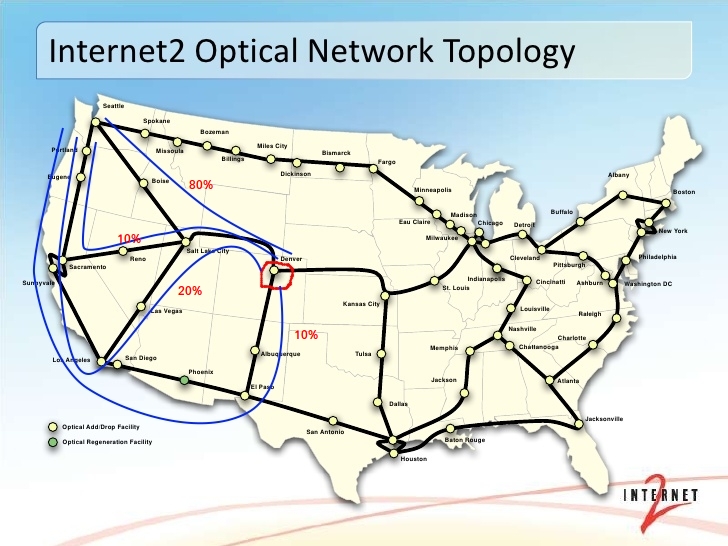 Internet2 Optical Network Topology
Seattle
Spokane
Bozeman
Portland
Missoula
Miles City
Billings
Bismarck
Fargo
Dickinson
Eugene
Boise
80%
Albany
Minneapolis
Boston
Buffalo
Madison
Eau Claire
Chicago
Detroit
New York
Milwaukee
10%
Salt Lake City
Reno
Denver
Cleveland
Philadelphia
Sacramento
Pittsburgh
Sunnyvale
Indianapolis
Cincinatti
Ashburn
Washington DC
St. Louis
20%
Kansas City
Las Vegas
Louisville
Raleigh
10%
Nashville
Charlotte
Los Angeles
San Diego
Albuquerque
Tulsa
Memphis
Chattanooga
Phoenix
Jackson
Atlanta
El Paso
Dallas
Jacksonville
Optical Add/Drop Facility
San Antonio
Baton Rouge
Optical Regeneration Facility
Houston
INTERNET
2